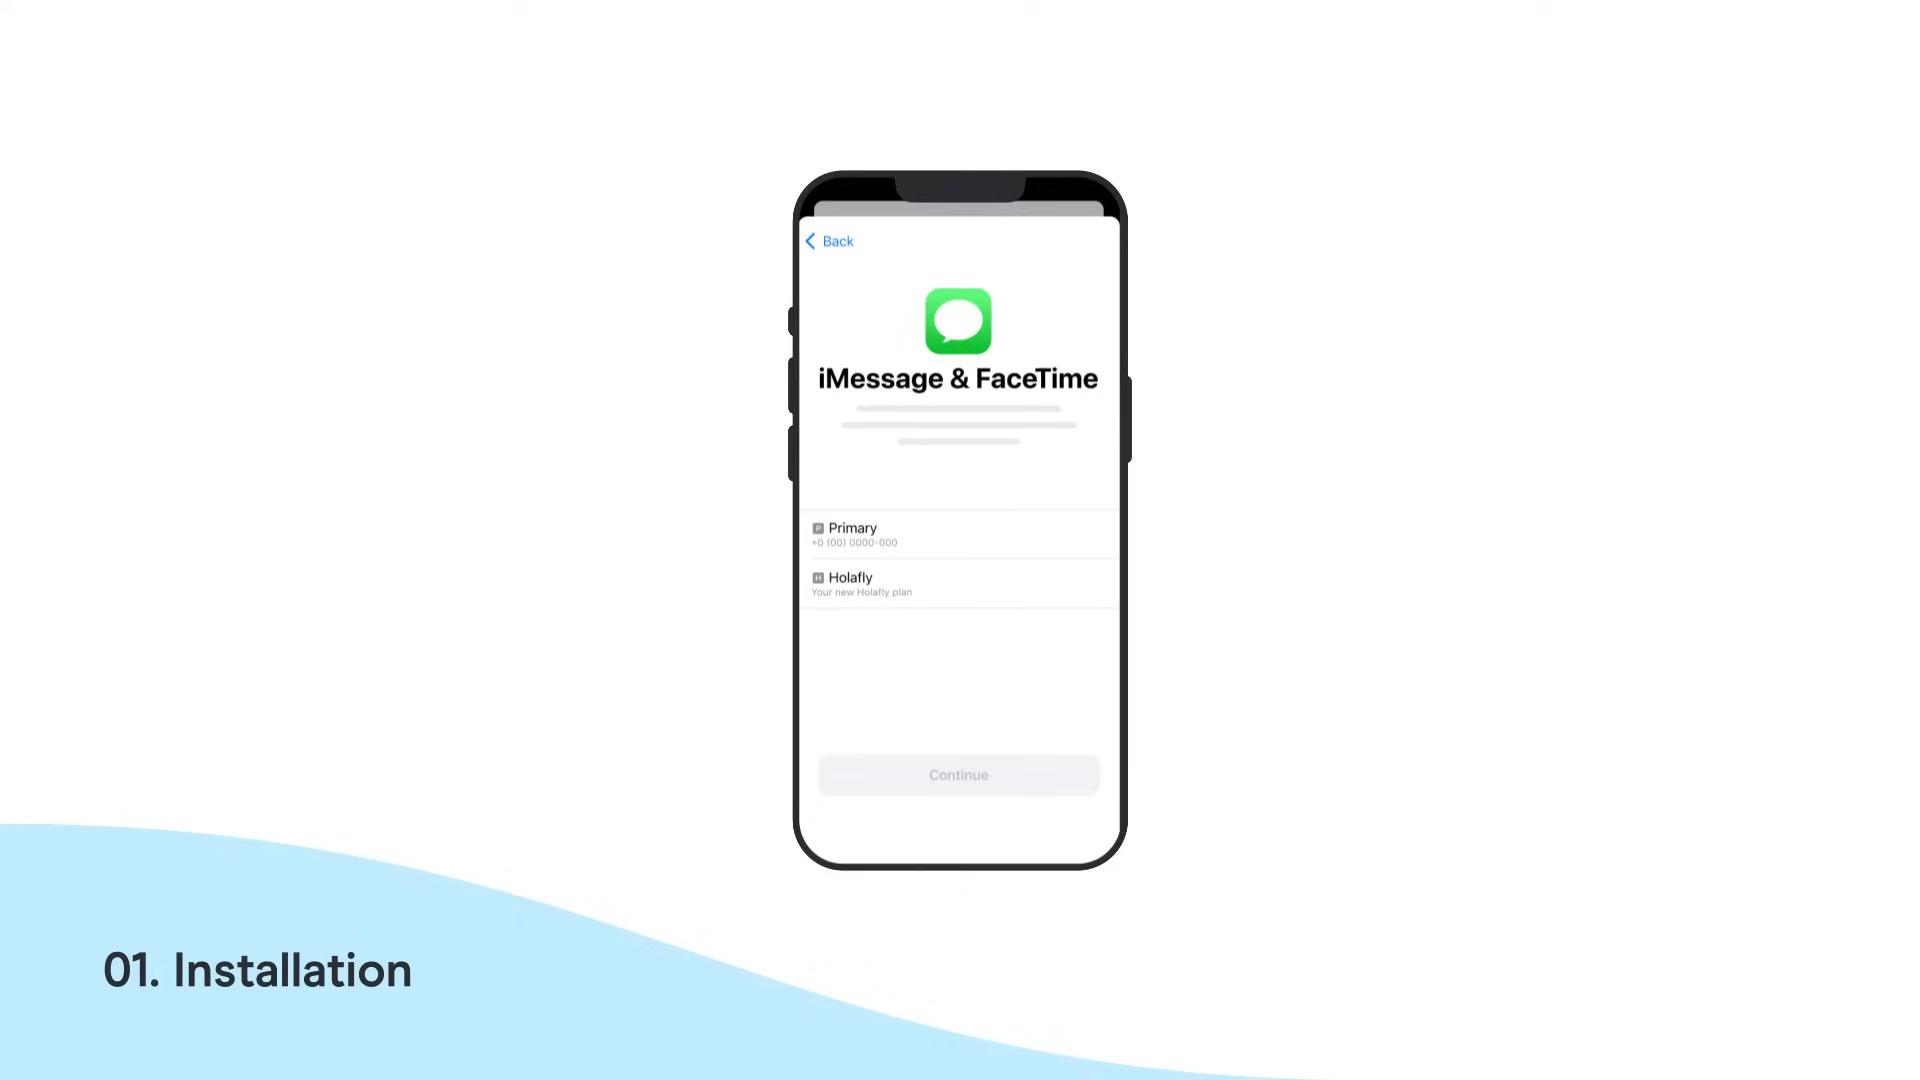 Back
iMessage & FaceTime
P Primary
+0 (00) 0000-000
H Holafly
Your new Holafly plan
Continue
01. Installation